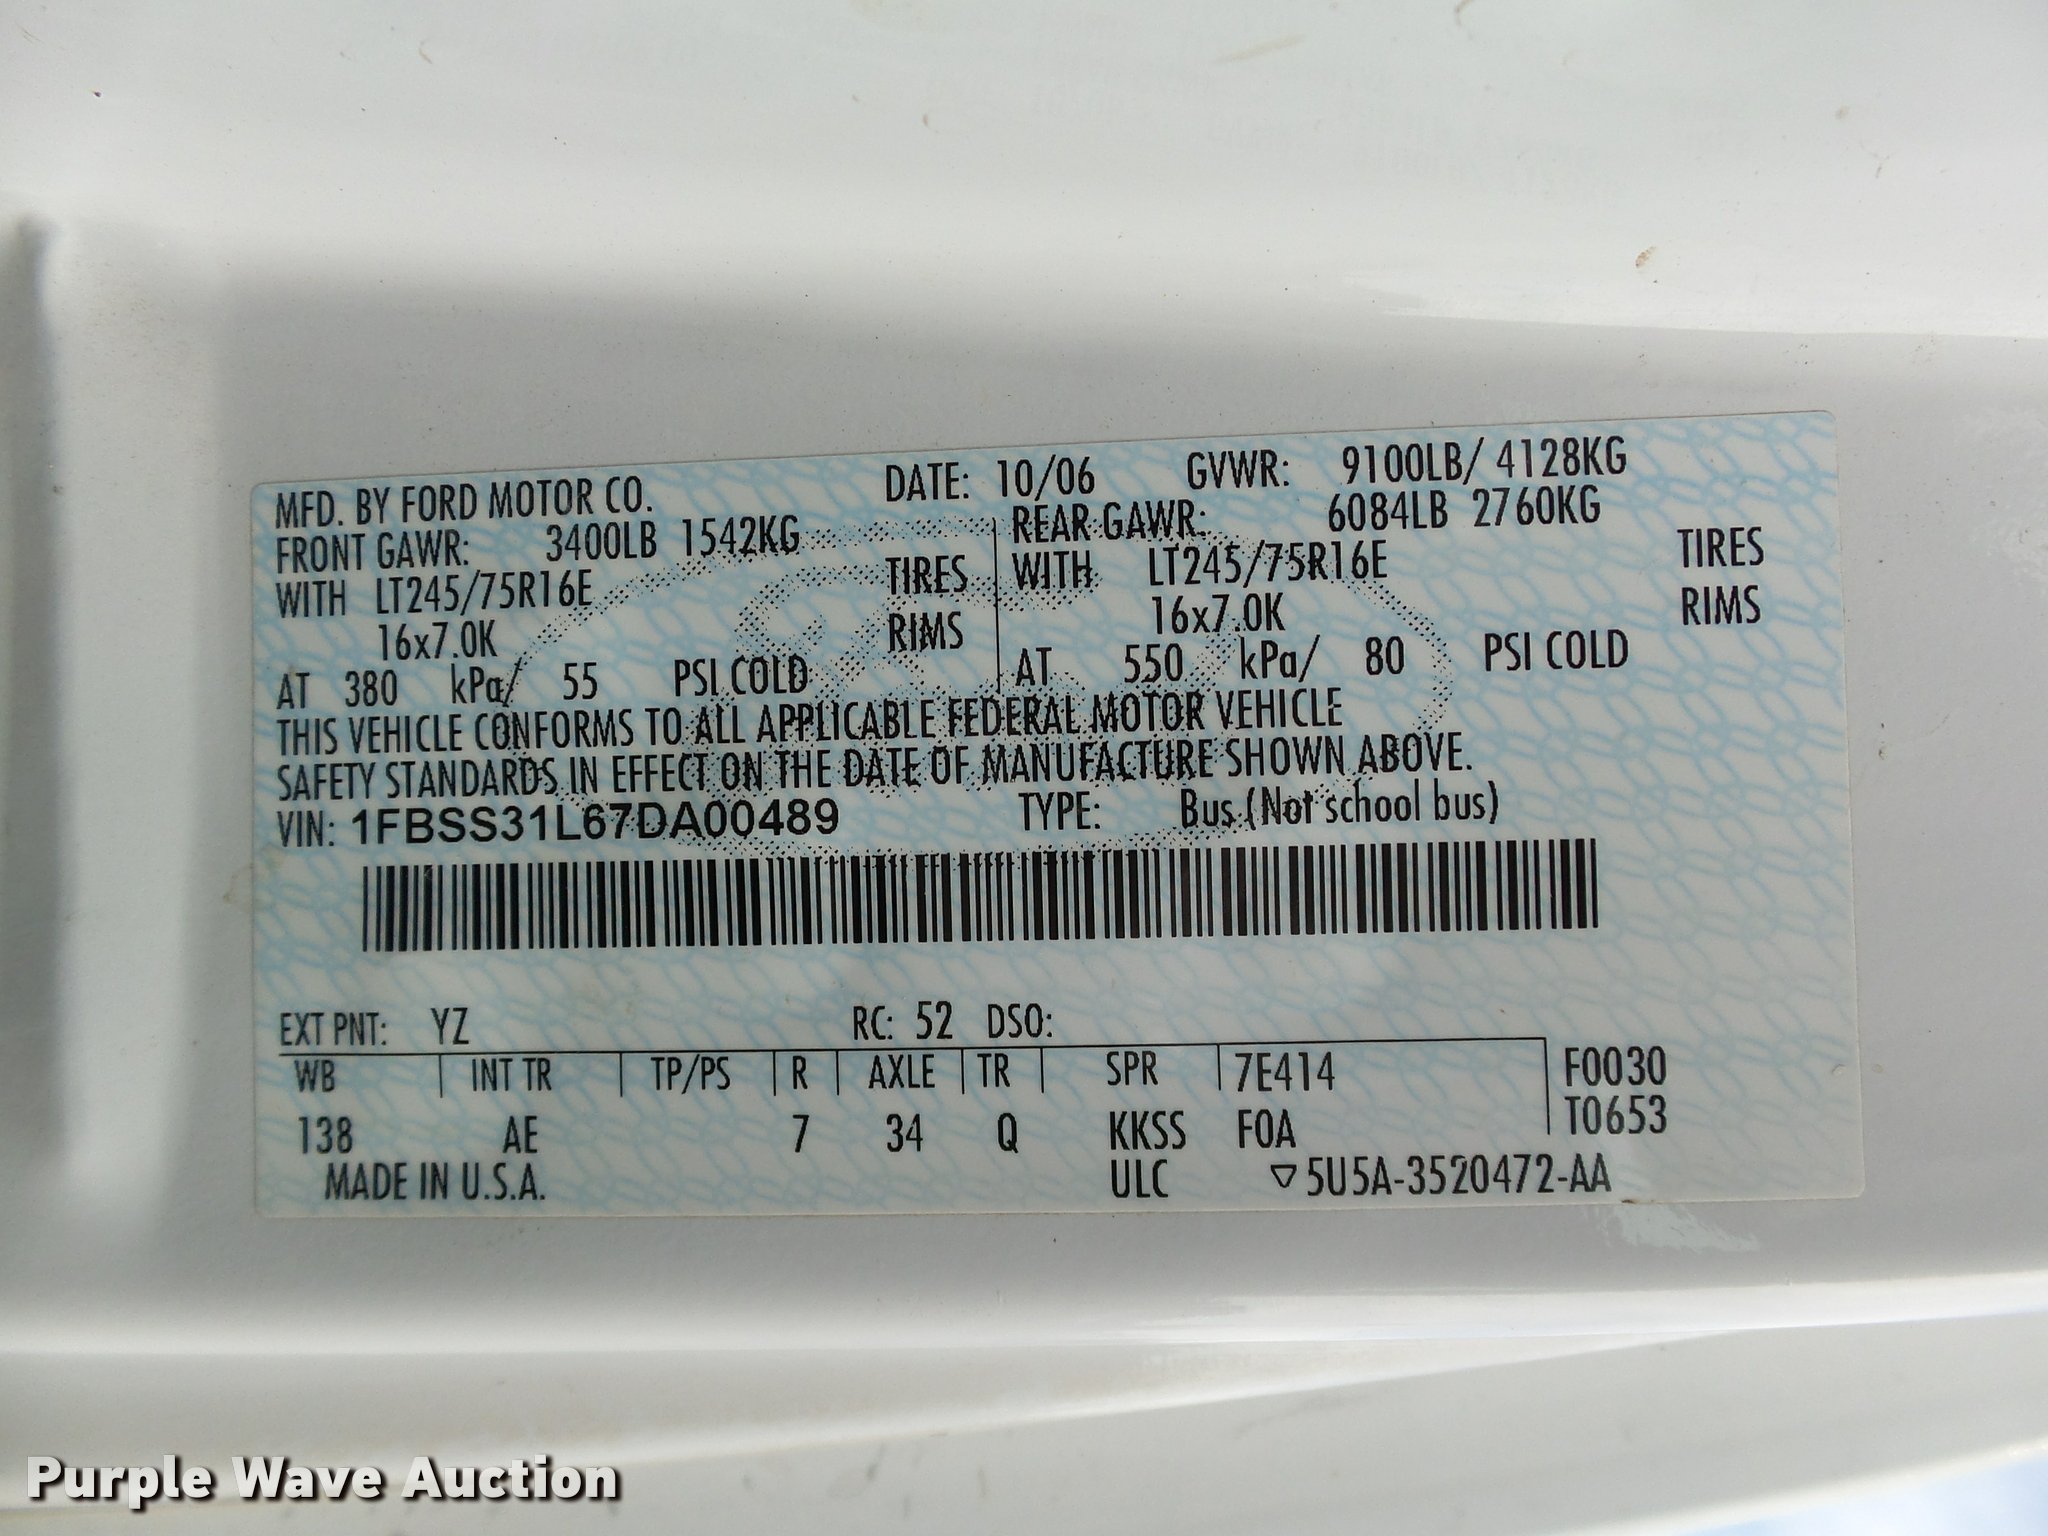 MFD. BY FORD MOTOR CO. DATE: 10/06 GVWR: 9100LB/ 4128KG
FRONT GAWR: 3400LB 1542KG REAR GAWR: 6084LB 2760KG
WITH LT245/75R16E TIRES WITH LT245/75R16E TIRES
16x7.0K RIMS 16x7.0K RIMS
AT 380 kPa/ 55 PSI COLD AT 550 kPa/ 80 PSI COLD
THIS VEHICLE CONFORMS TO ALL APPLICABLE FEDERAL MOTOR VEHICLE
SAFETY STANDARDS IN EFFECT ON THE DATE OF MANUFACTURE SHOWN ABOVE.
VIN: 1FBSS31L67DA00489 TYPE: Bus (Not school bus)
EXT PNT: YZ RC: 52 DSO:
WB INT TR TP/PS R AXLE TR SPR 7E414 F0030
138 AE 7 34 Q KKSS FOA T0653
MADE IN U.S.A. ULC ▽5U5A-3520472-AA
Purple Wave Auction